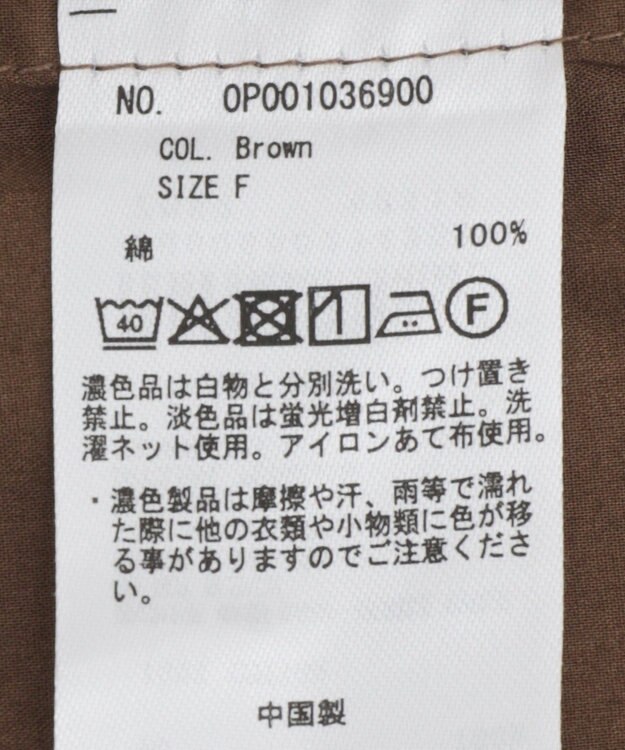 NO. OP001036900
COL. Brown
SIZE F
綿 100%
40 F
濃色品は白物と分別洗い。つけ置き
禁止。淡色品は蛍光増白剤禁止。洗
濯ネット使用。アイロンあて布使用。
・濃色製品は摩擦や汗、雨等で濡れ
た際に他の衣類や小物類に色が移
る事がありますのでご注意くださ
い。
中国製